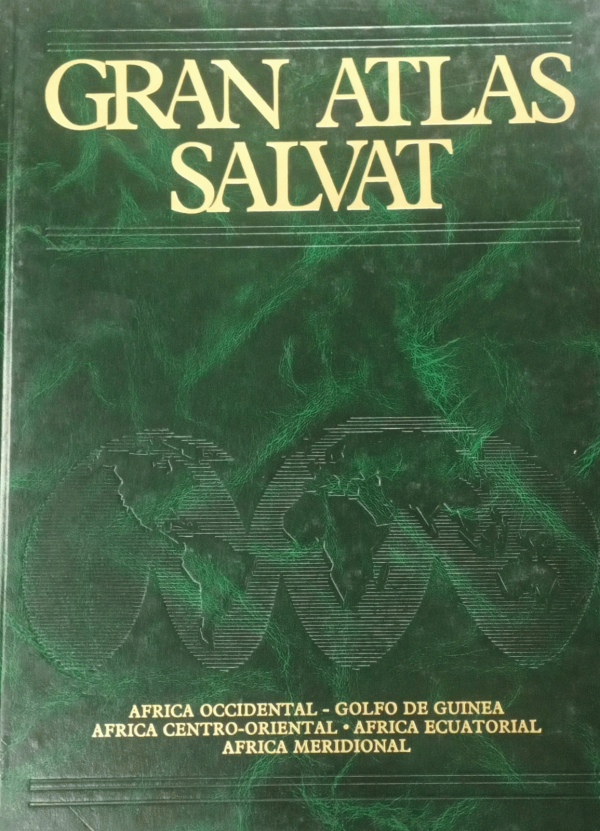 GRAN ATLAS
SALVAT
AFRICA OCCIDENTAL - GOLFO DE GUINEA
AFRICA CENTRO-ORIENTAL • AFRICA ECUATORIAL
AFRICA MERIDIONAL